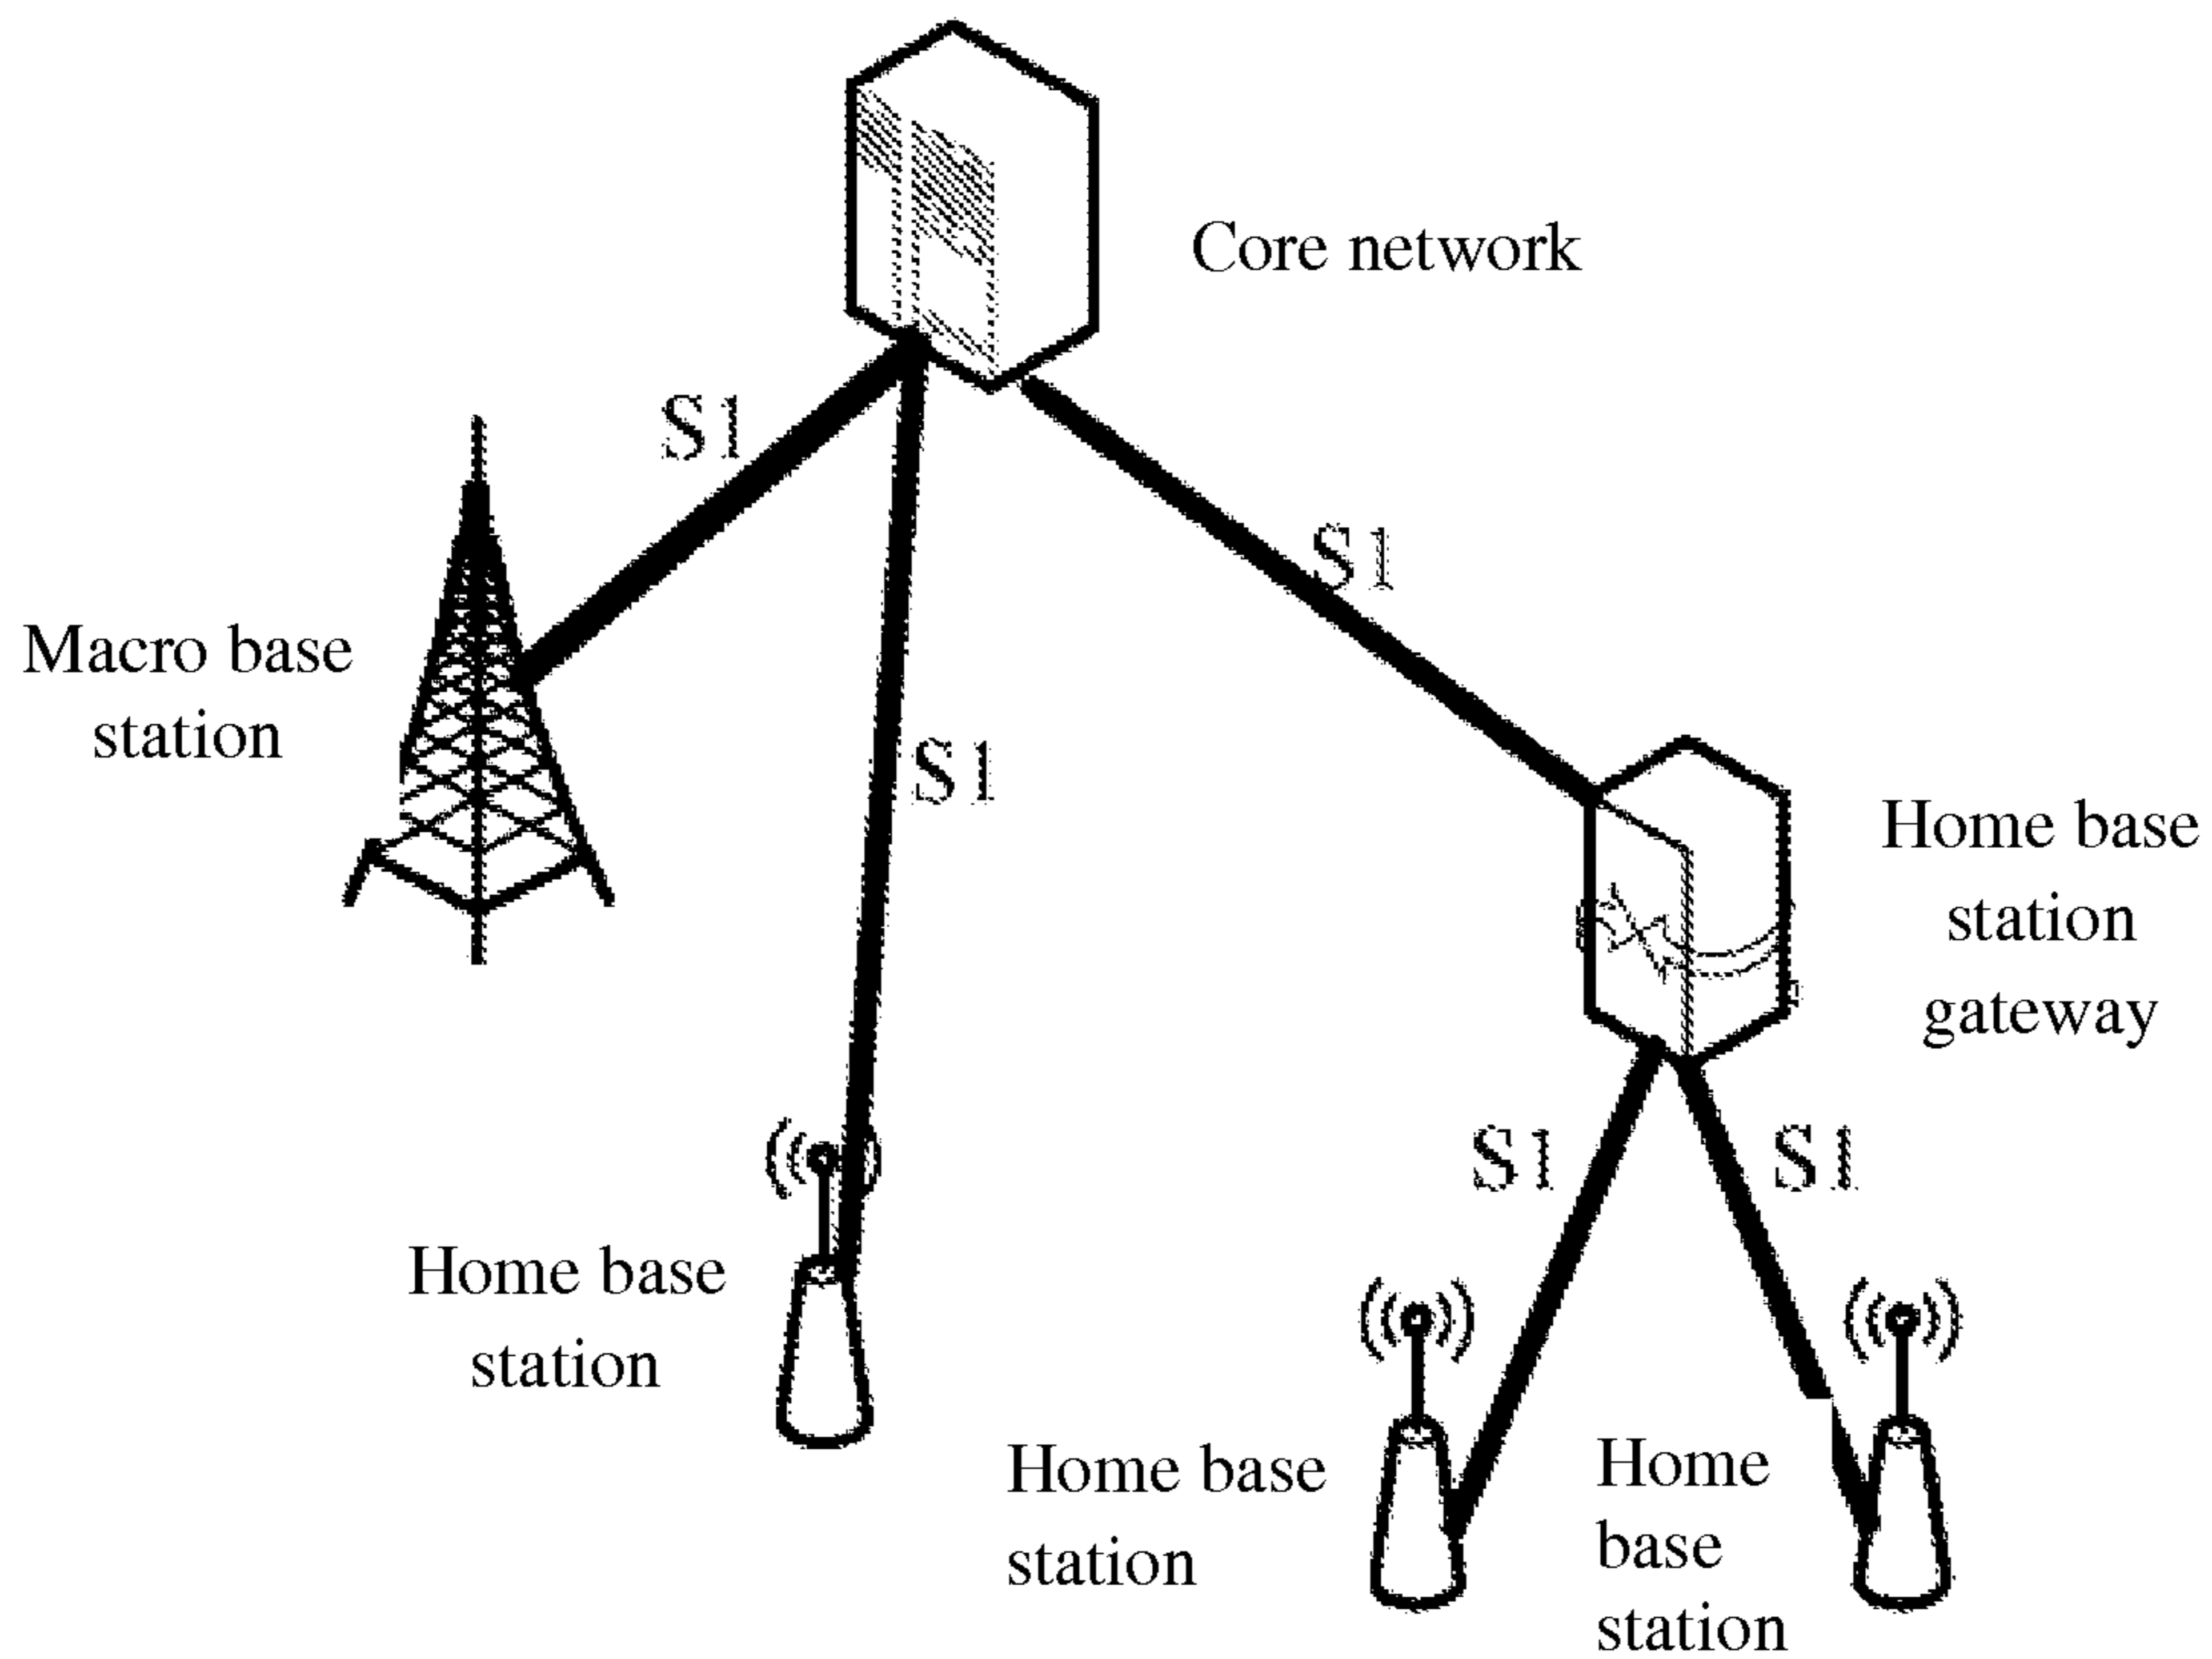 Core network
S1
S1
Macro base
station
S1
Home base
station
gateway
S1
S1
Home base
station
Home base
station
Home
base
station